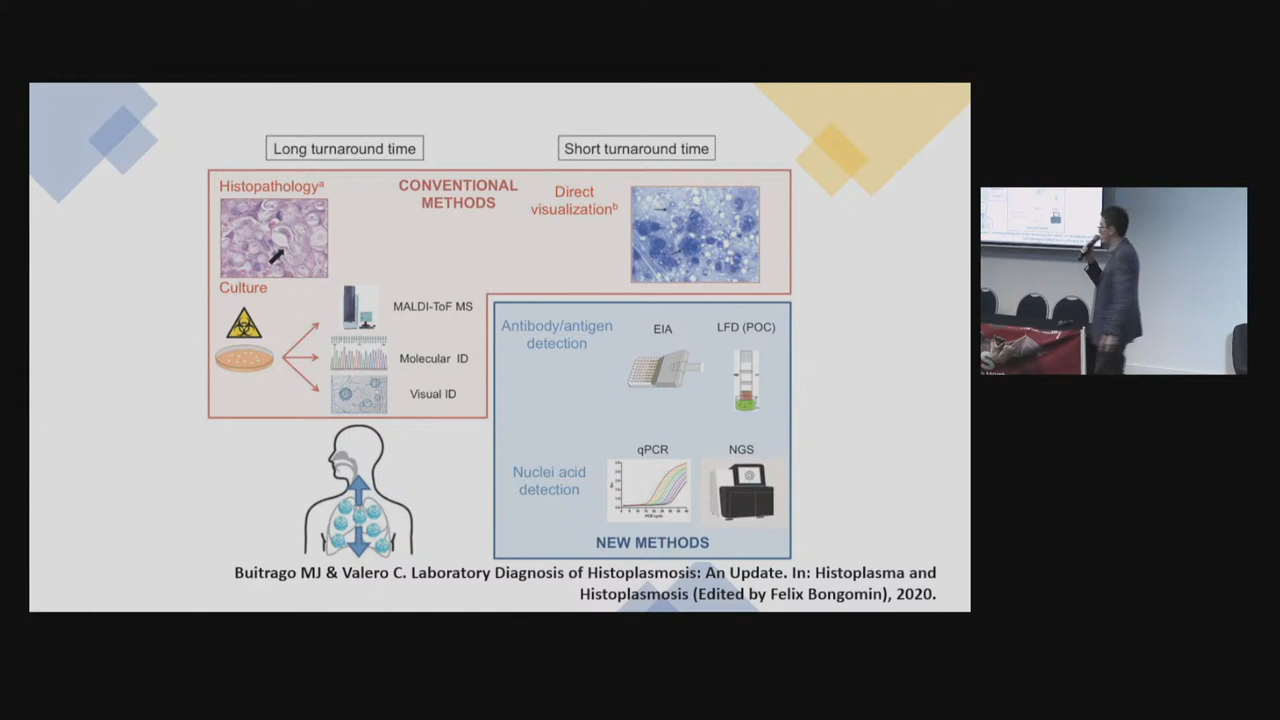 Long turnaround time
Short turnaround time
Histopathologyᵃ
CONVENTIONAL
METHODS
Direct
visualizationᵇ
Culture
MALDI-ToF MS
Molecular ID
Visual ID
Antibody/antigen
detection
EIA
LFD (POC)
qPCR
NGS
Nuclei acid
detection
PCR cycle
NEW METHODS
Buitrago MJ & Valero C. Laboratory Diagnosis of Histoplasmosis: An Update. In: Histoplasma and
Histoplasmosis (Edited by Felix Bongomin), 2020.